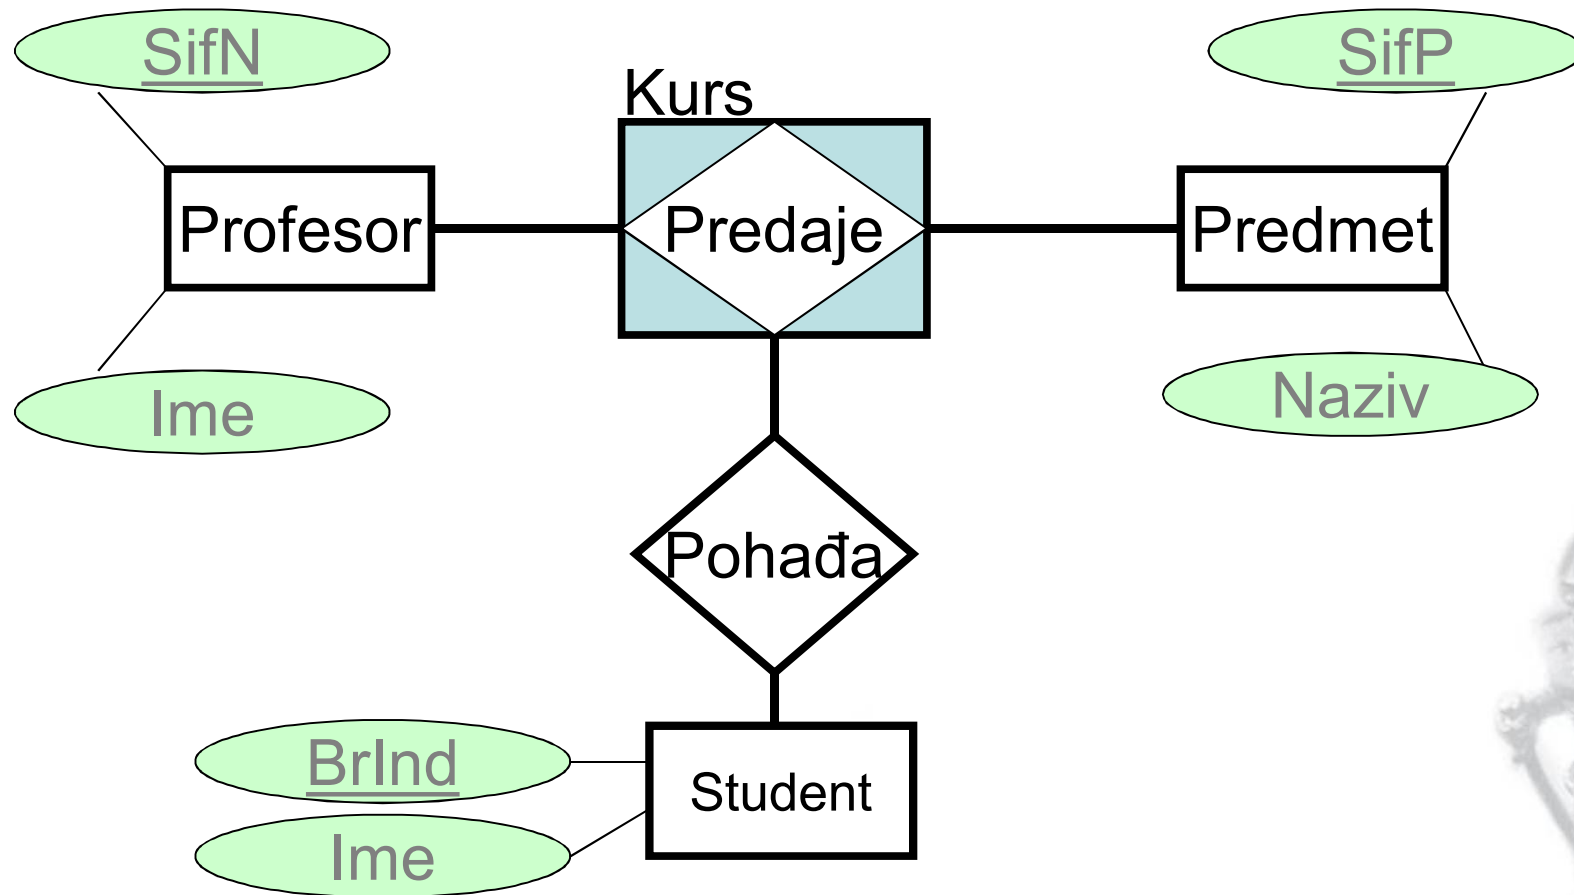 SifN
SifP
Kurs
Profesor
Predaje
Predmet
Ime
Naziv
Pohađa
BrInd
Student
Ime